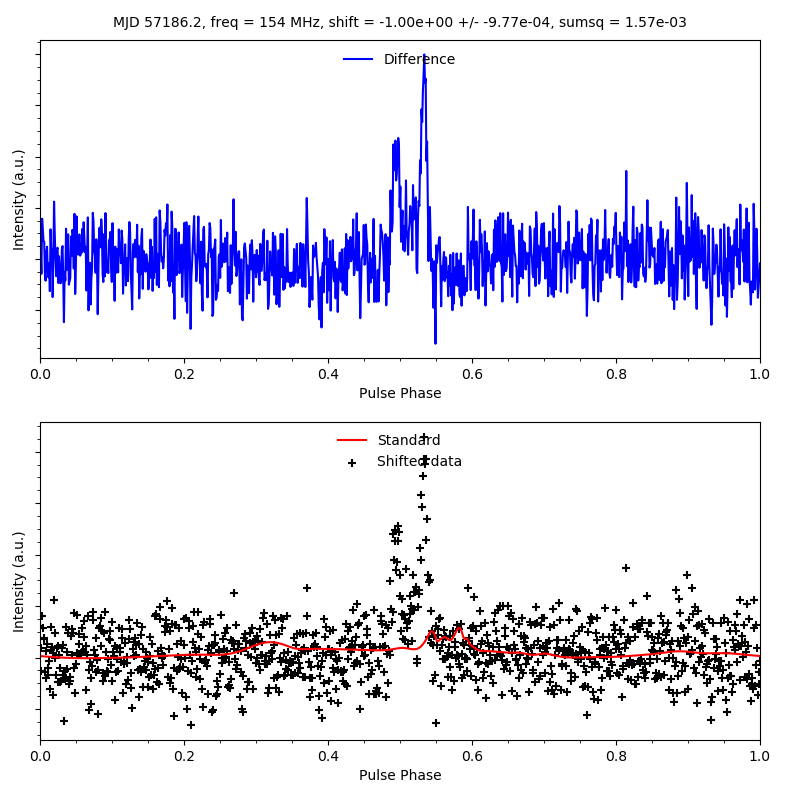 MJD 57186.2, freq = 154 MHz, shift = -1.00e+00 +/- -9.77e-04, sumsq = 1.57e-03
Difference
Intensity (a.u.)
0.0 0.2 0.4 0.6 0.8 1.0
Pulse Phase
Standard
Shifted data
Intensity (a.u.)
0.0 0.2 0.4 0.6 0.8 1.0
Pulse Phase